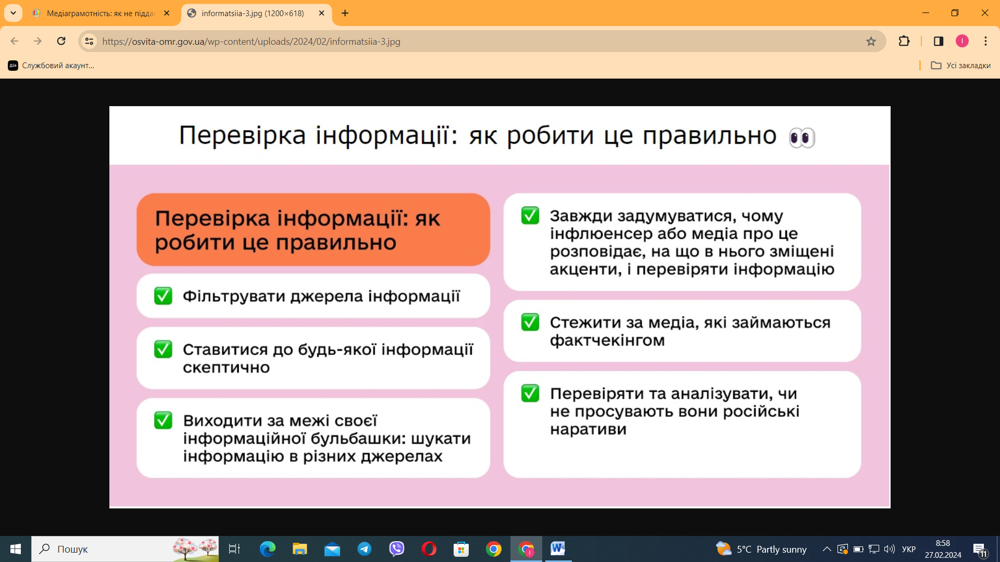 Медіаграмотність: як не підда
informatsiia-3.jpg (1200×618)
https://osvita-omr.gov.ua/wp-content/uploads/2024/02/informatsiia-3.jpg
I
Дія
Службовий акаунт...
Усі закладки
Перевірка інформації: як робити це правильно 👀
Перевірка інформації: як
робити це правильно
✅ Фільтрувати джерела інформації
✅ Ставитися до будь-якої інформації
скептично
✅ Виходити за межі своєї
інформаційної бульбашки: шукати
інформацію в різних джерелах
✅ Завжди задумуватися, чому
інфлюенсер або медіа про це
розповідає, на що в нього зміщені
акценти, і перевіряти інформацію
✅ Стежити за медіа, які займаються
фактчекінгом
✅ Перевіряти та аналізувати, чи
не просувають вони російські
наративи
Пошук
5°C Partly sunny
УКР
8:58
27.02.2024
11